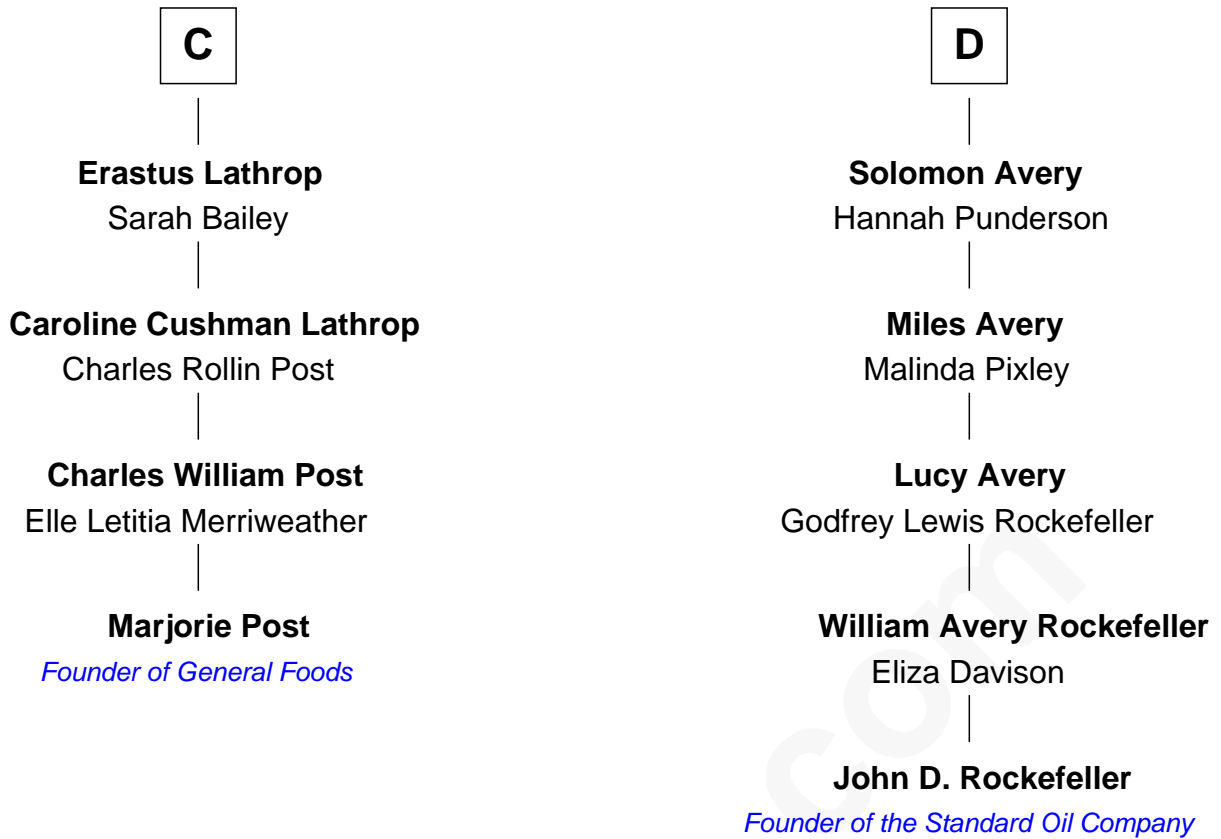 C
Erastus Lathrop
Sarah Bailey
Caroline Cushman Lathrop
Charles Rollin Post
Charles William Post
Elle Letitia Merriweather
Marjorie Post
Founder of General Foods
D
Solomon Avery
Hannah Punderson
Miles Avery
Malinda Pixley
Lucy Avery
Godfrey Lewis Rockefeller
William Avery Rockefeller
Eliza Davison
John D. Rockefeller
Founder of the Standard Oil Company
com